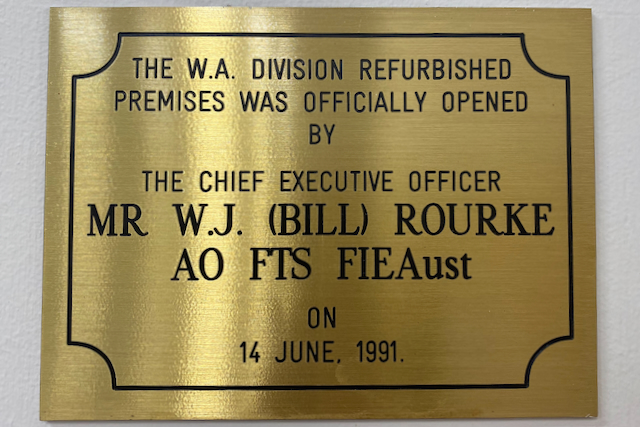 THE W.A. DIVISION REFURBISHED
PREMISES WAS OFFICIALLY OPENED
BY
THE CHIEF EXECUTIVE OFFICER
MR W.J. (BILL) ROURKE
AO FTS FIEAust
ON
14 JUNE, 1991.